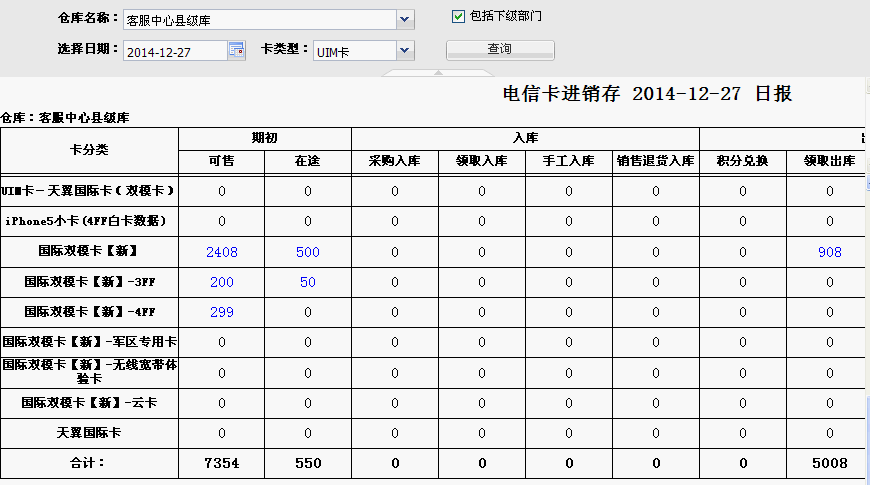 仓库名称： 客服中心县级库 包括下级部门
选择日期： 2014-12-27 卡类型： UIM卡 查询
电信卡进销存 2014-12-27 日报
仓库：客服中心县级库
卡分类 期初 入库
可售 在途 采购入库 领取入库 手工入库 销售退货入库 积分兑换 领取出库
UIM卡－天翼国际卡（双模卡） 0 0 0 0 0 0 0 0
iPhone5小卡(4FF白卡数据) 0 0 0 0 0 0 0 0
国际双模卡【新】 2408 500 0 0 0 0 0 908
国际双模卡【新】-3FF 200 50 0 0 0 0 0 0
国际双模卡【新】-4FF 299 0 0 0 0 0 0 0
国际双模卡【新】-军区专用卡 0 0 0 0 0 0 0 0
国际双模卡【新】-无线宽带体
验卡 0 0 0 0 0 0 0 0
国际双模卡【新】-云卡 0 0 0 0 0 0 0 0
天翼国际卡 0 0 0 0 0 0 0 0
合计： 7354 550 0 0 0 0 0 5008